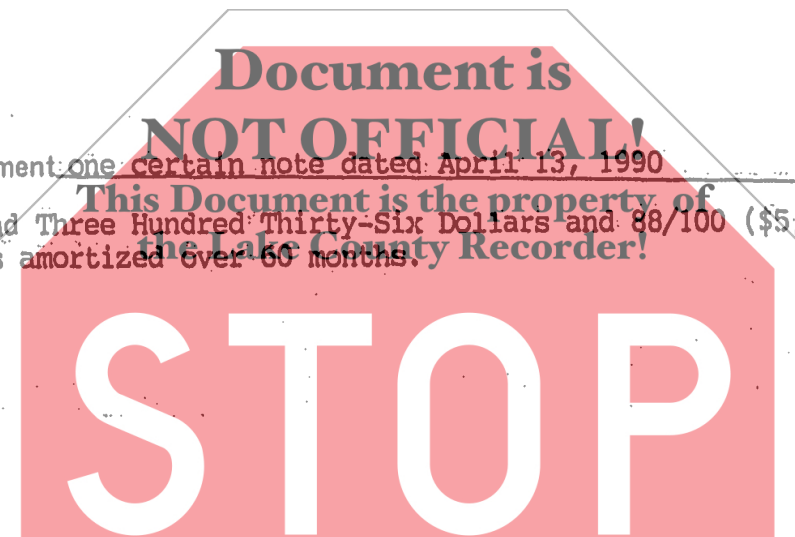 Document is
NOT OFFICIAL!
ment one certain note dated April 13, 1990
This Document is the property of
nd Three Hundred Thirty-Six Dollars and 88/100 ($5
the Lake County Recorder!
s amortized over 60 months.
STOP